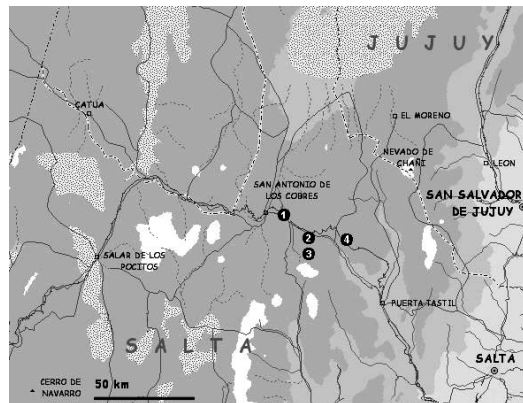 JUJUY
CATUA
EL MORENO
NEVADO DE
CHAÑI
LEON
SAN ANTONIO DE
LOS COBRES
SAN SALVADOR
DE JUJUY
1
2
4
3
SALAR DE LOS
POCITOS
PUERTA TASTIL
SALTA
SALTA
CERRO DE
NAVARRO
50 km